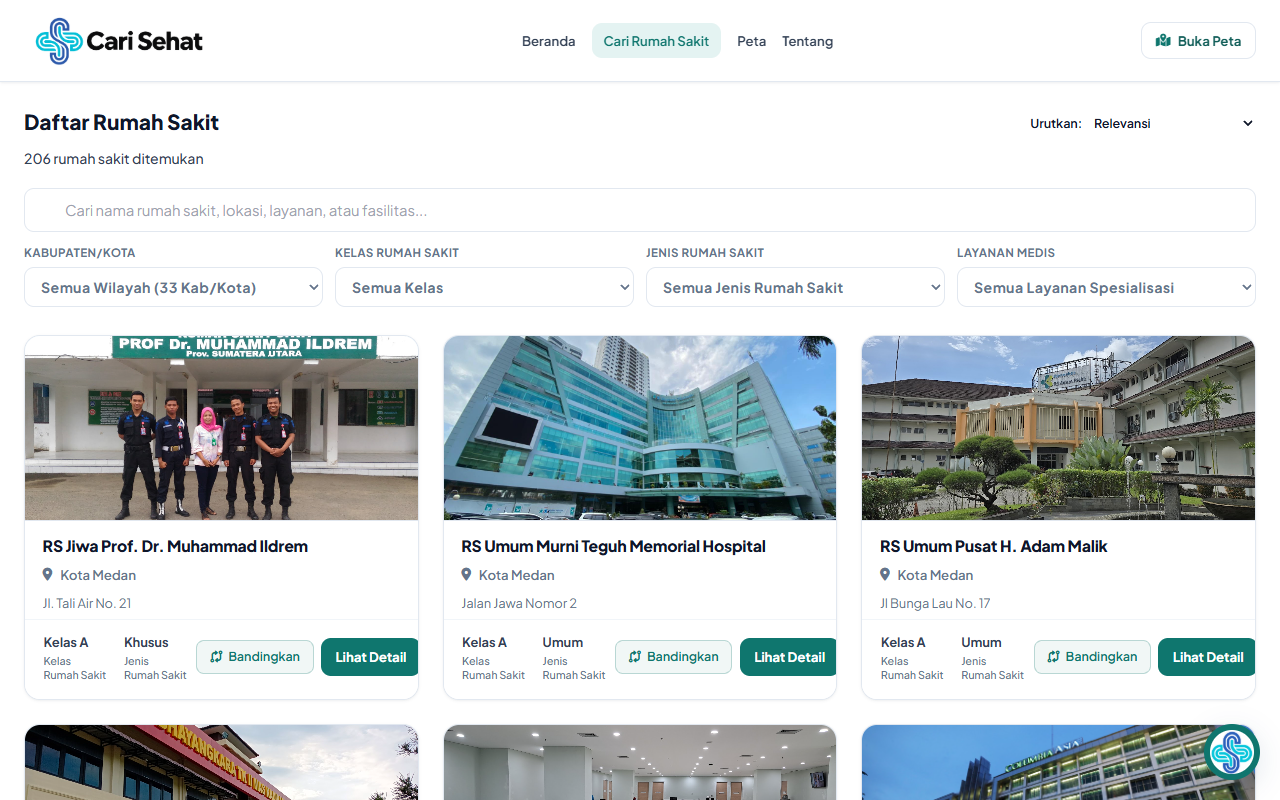 Cari Sehat
Beranda
Cari Rumah Sakit
Peta
Tentang
Buka Peta
Daftar Rumah Sakit
Urutkan: Relevansi
206 rumah sakit ditemukan
Cari nama rumah sakit, lokasi, layanan, atau fasilitas...
KABUPATEN/KOTA
KELAS RUMAH SAKIT
JENIS RUMAH SAKIT
LAYANAN MEDIS
Semua Wilayah (33 Kab/Kota)
Semua Kelas
Semua Jenis Rumah Sakit
Semua Layanan Spesialisasi
PROF Dr. MUHAMMAD ILDREM
Prov. SUMATERA UTARA
RS Jiwa Prof. Dr. Muhammad Ildrem
Kota Medan
Jl. Tali Air No. 21
Kelas A
Kelas
Rumah Sakit
Khusus
Jenis
Rumah Sakit
Bandingkan
Lihat Detail
RS Umum Murni Teguh Memorial Hospital
Kota Medan
Jalan Jawa Nomor 2
Kelas A
Kelas
Rumah Sakit
Umum
Jenis
Rumah Sakit
Bandingkan
Lihat Detail
RS Umum Pusat H. Adam Malik
Kota Medan
Jl Bunga Lau No. 17
Kelas A
Kelas
Rumah Sakit
Umum
Jenis
Rumah Sakit
Bandingkan
Lihat Detail
COLUMBIA ASIA